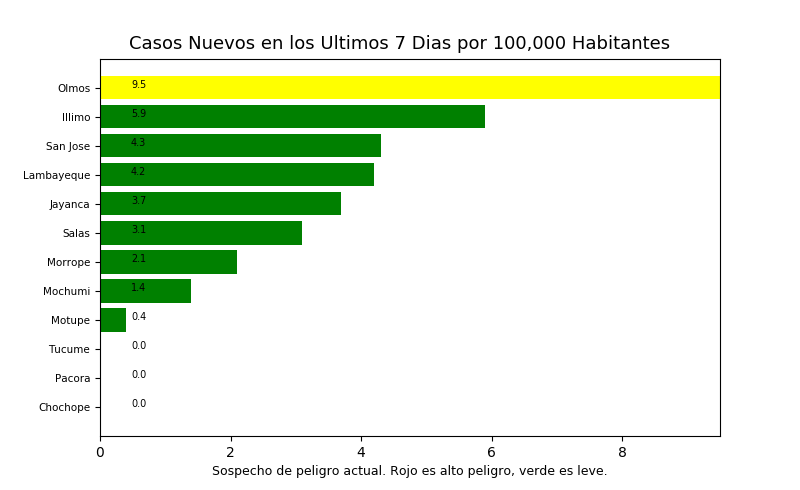 Casos Nuevos en los Ultimos 7 Dias por 100,000 Habitantes
Olmos 9.5
Illimo 5.9
San Jose 4.3
Lambayeque 4.2
Jayanca 3.7
Salas 3.1
Morrope 2.1
Mochumi 1.4
Motupe 0.4
Tucume 0.0
Pacora 0.0
Chochope 0.0
0 2 4 6 8
Sospecho de peligro actual. Rojo es alto peligro, verde es leve.